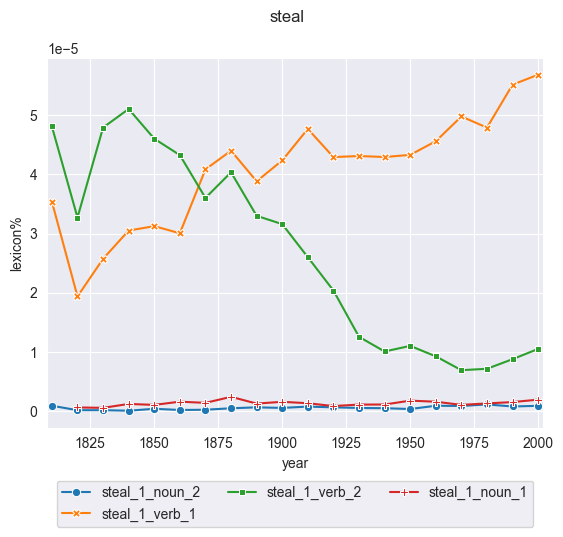 steal
1e−5
5
4
3
2
1
0
lexicon%
1825 1850 1875 1900 1925 1950 1975 2000
year
steal_1_noun_2 steal_1_verb_2 steal_1_noun_1
steal_1_verb_1